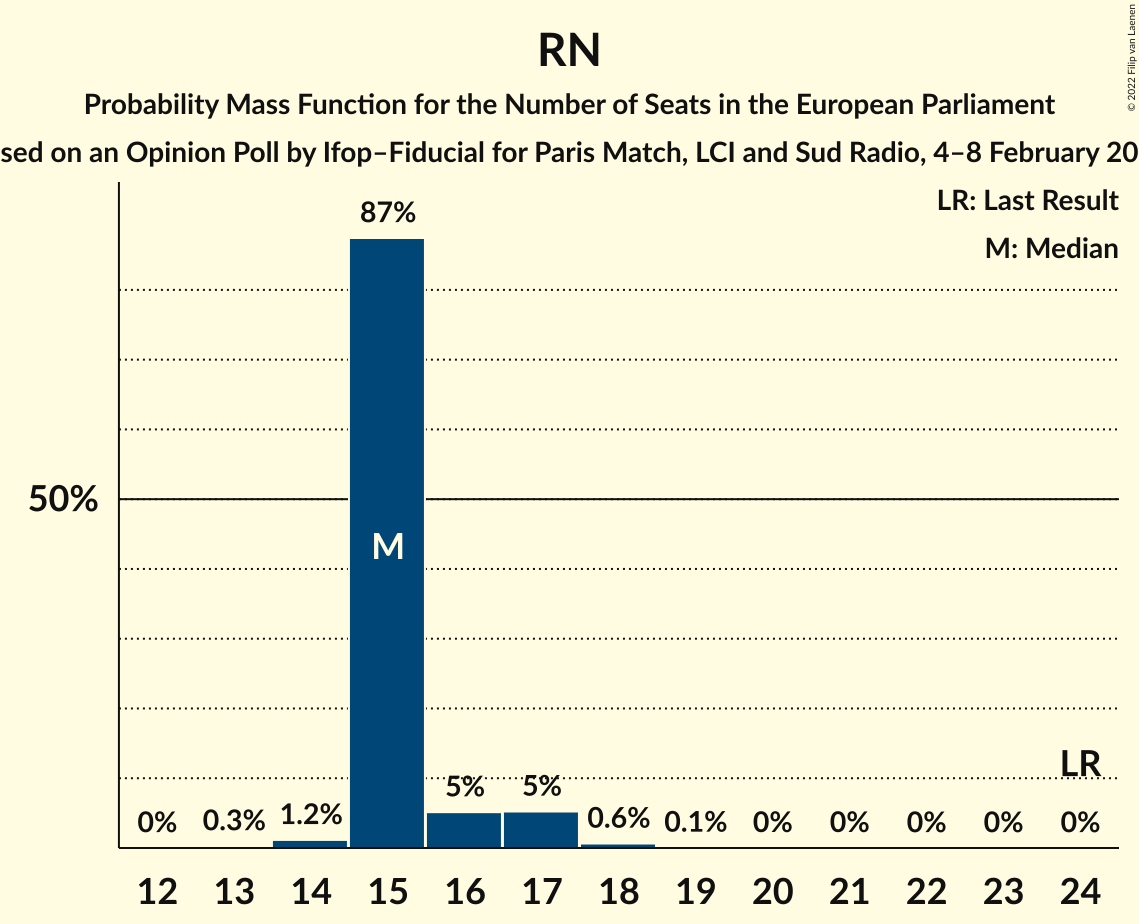 RN
Probability Mass Function for the Number of Seats in the European Parliament
sed on an Opinion Poll by Ifop–Fiducial for Paris Match, LCI and Sud Radio, 4–8 February 20
© 2022 Filip van Laenen
LR: Last Result
M: Median
87%
50%
M
LR
0% 0.3% 1.2% 5% 5% 0.6% 0.1% 0% 0% 0% 0% 0%
12 13 14 15 16 17 18 19 20 21 22 23 24